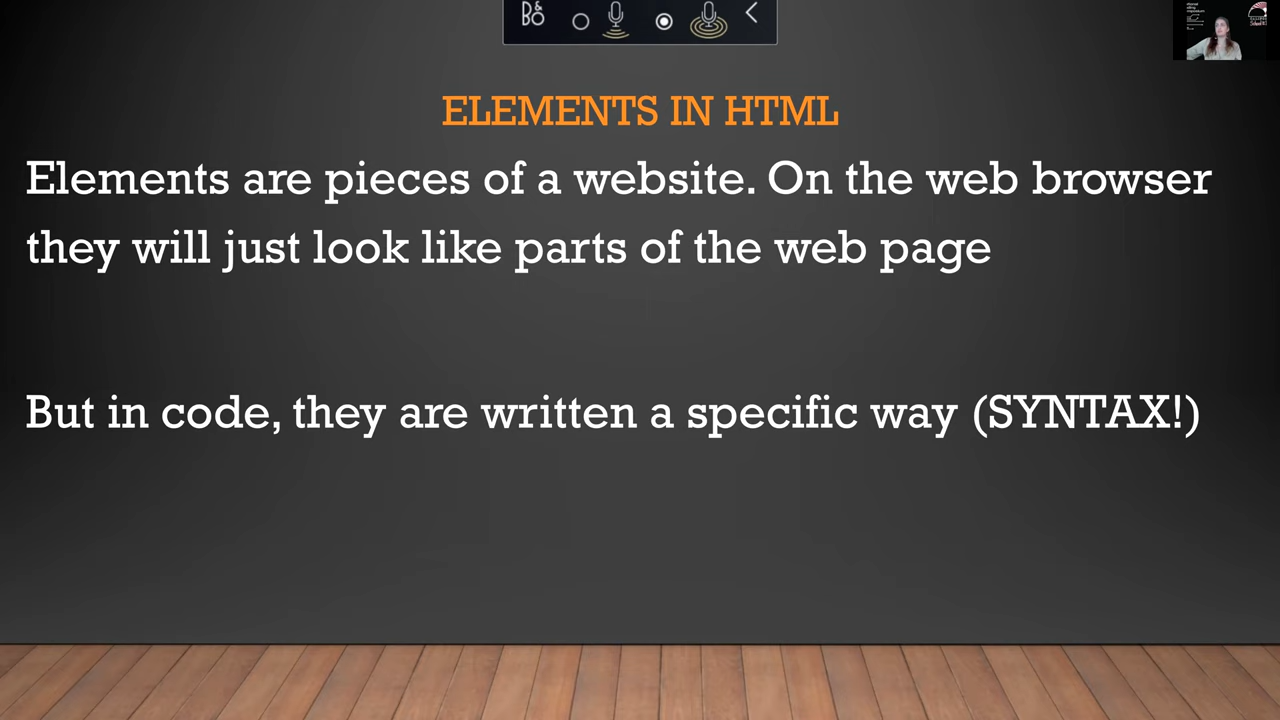 B&O
ELEMENTS IN HTML
Elements are pieces of a website. On the web browser
they will just look like parts of the web page
But in code, they are written a specific way (SYNTAX!)